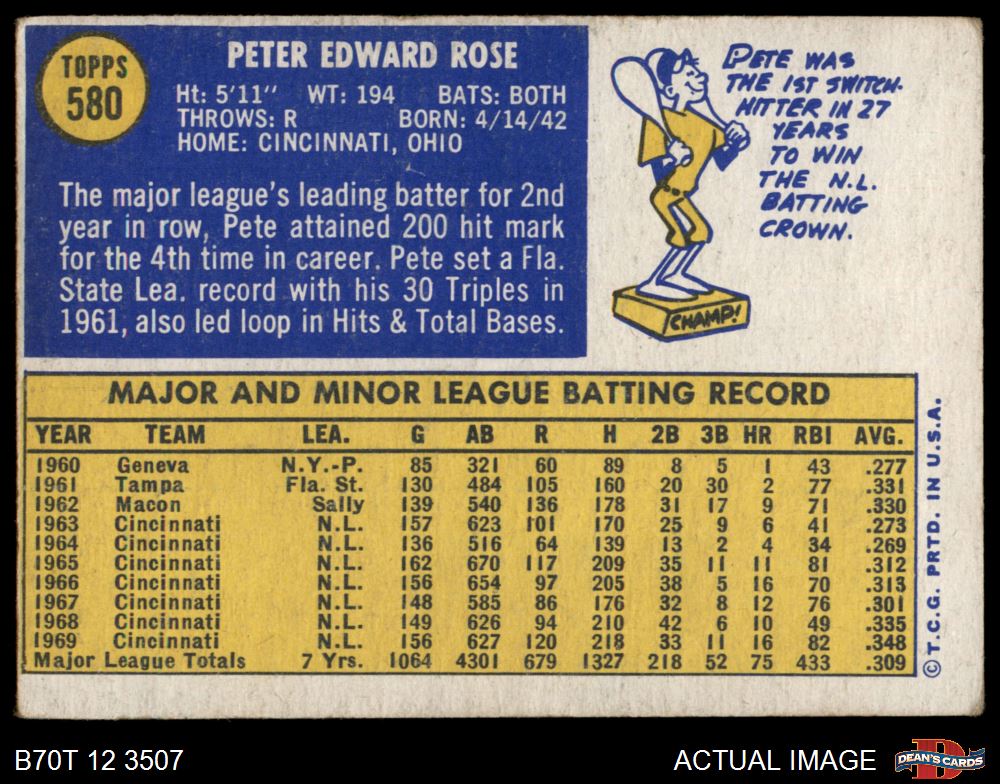 TOPPS
580
PETER EDWARD ROSE
Ht: 5'11" WT: 194 BATS: BOTH
THROWS: R BORN: 4/14/42
HOME: CINCINNATI, OHIO
The major league's leading batter for 2nd
year in row, Pete attained 200 hit mark
for the 4th time in career. Pete set a Fla.
State Lea. record with his 30 Triples in
1961, also led loop in Hits & Total Bases.
PETE WAS
THE 1ST SWITCH-
HITTER IN 27
YEARS
TO WIN
THE N.L.
BATTING
CROWN.
CHAMP!
MAJOR AND MINOR LEAGUE BATTING RECORD
YEAR TEAM LEA. G AB R H 2B 3B HR RBI AVG.
1960 Geneva N.Y.-P. 85 321 60 89 8 5 1 43 .277
1961 Tampa Fla. St. 130 484 105 160 20 30 2 77 .331
1962 Macon Sally 139 540 136 178 31 17 9 71 .330
1963 Cincinnati N.L. 157 623 101 170 25 9 6 41 .273
1964 Cincinnati N.L. 136 516 64 139 13 2 4 34 .269
1965 Cincinnati N.L. 162 670 117 209 35 11 11 81 .312
1966 Cincinnati N.L. 156 654 97 205 38 5 16 70 .313
1967 Cincinnati N.L. 148 585 86 176 32 8 12 76 .301
1968 Cincinnati N.L. 149 626 94 210 42 6 10 49 .335
1969 Cincinnati N.L. 156 627 120 218 33 11 16 82 .348
Major League Totals 7 Yrs. 1064 4301 679 1327 218 52 75 433 .309
© T.C.G. PRTD. IN U.S.A.
B70T 12 3507
ACTUAL IMAGE
DEAN'S CARDS